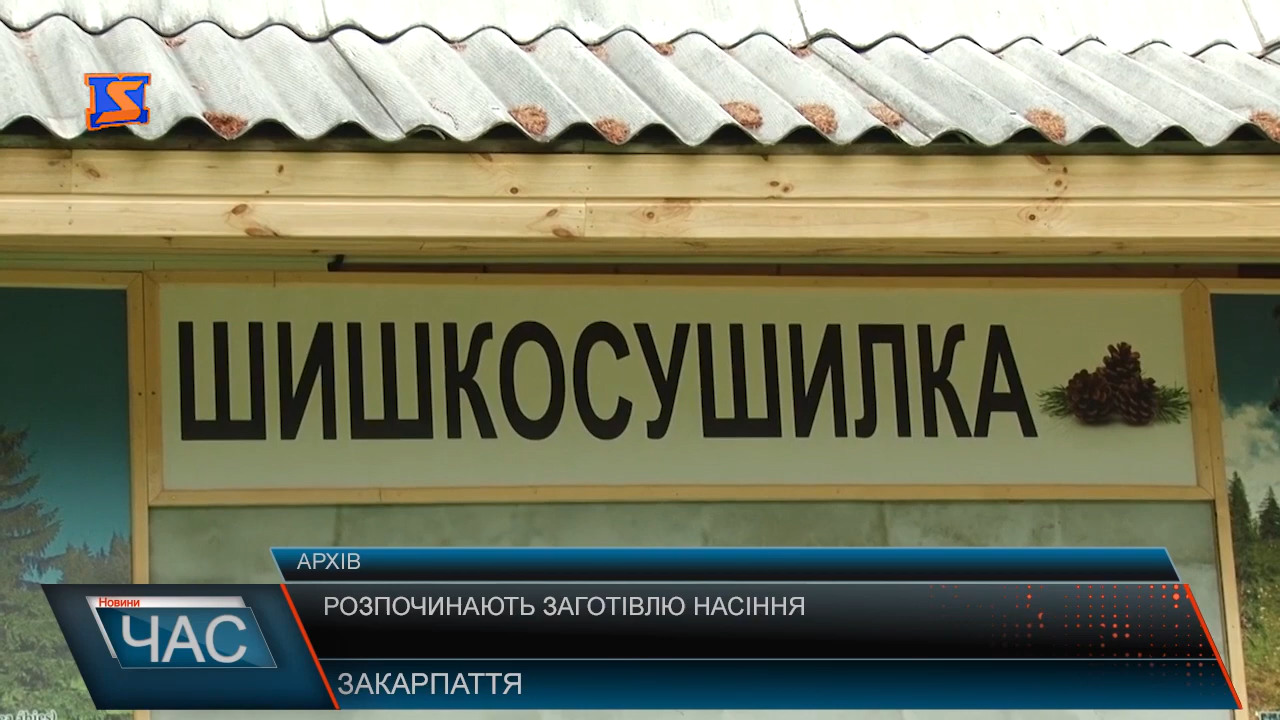 ШИШКОСУШИЛКА
АРХІВ
Новини
ЧАС
РОЗПОЧИНАЮТЬ ЗАГОТІВЛЮ НАСІННЯ
ЗАКАРПАТТЯ